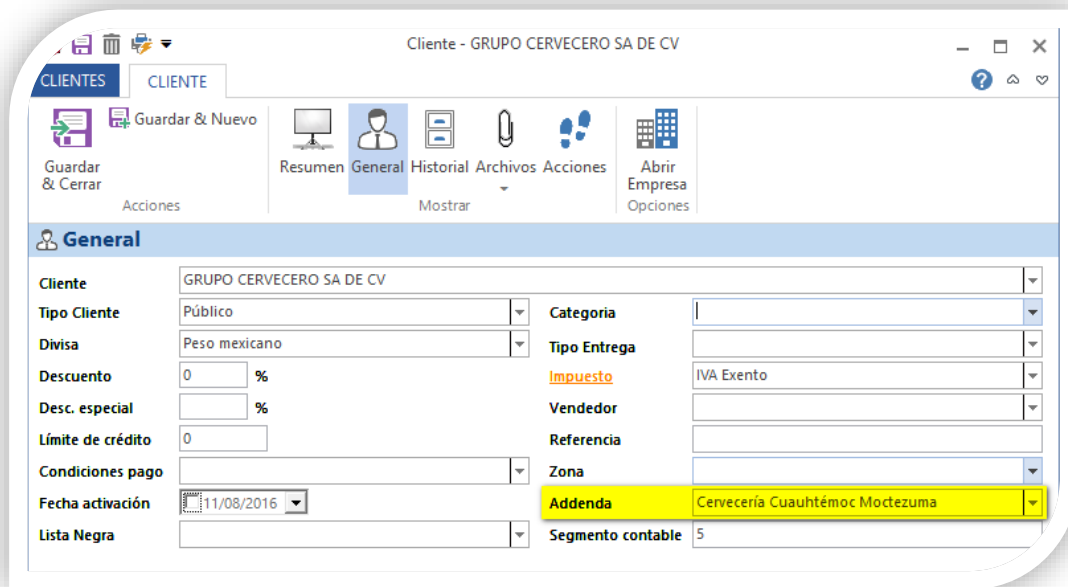 Cliente - GRUPO CERVECERO SA DE CV
CLIENTES CLIENTE
Guardar & Cerrar
Guardar & Nuevo
Resumen General Historial Archivos Acciones
Abrir Empresa
Acciones Mostrar Opciones
General
Cliente GRUPO CERVECERO SA DE CV
Tipo Cliente Público Categoria
Divisa Peso mexicano Tipo Entrega
Descuento 0 % Impuesto IVA Exento
Desc. especial % Vendedor
Límite de crédito 0 Referencia
Condiciones pago Zona
Fecha activación 11/08/2016 Addenda Cervecería Cuauhtémoc Moctezuma
Lista Negra Segmento contable 5